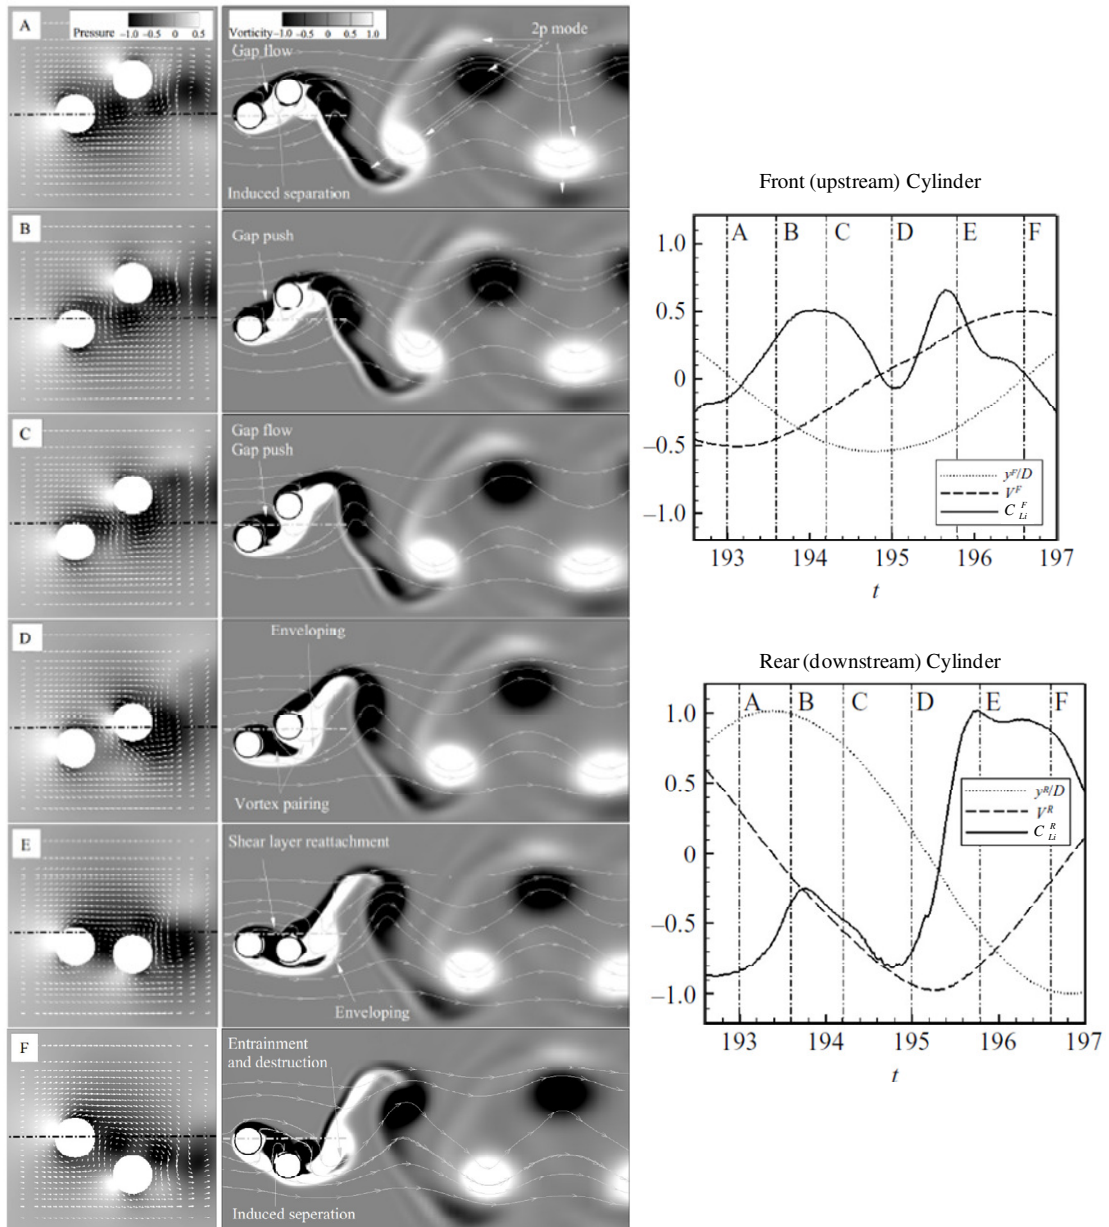 A
Pressure
-1.0 -0.5 0 0.5
Vorticity -1.0 -0.5 0 0.5 1.0
2p mode
Gap flow
Induced separation
B
Gap push
C
Gap flow
Gap push
D
Enveloping
Vortex pairing
E
Shear layer reattachment
Enveloping
F
Entrainment
and destruction
Induced seperation
Front (upstream) Cylinder
A B C D E F
1.0
0.5
0
−0.5
−1.0
y^F/D
V^F
C_Li^F
193 194 195 196 197
t
Rear (downstream) Cylinder
A B C D E F
1.0
0.5
0
−0.5
−1.0
y^R/D
V^R
C_Li^R
193 194 195 196 197
t